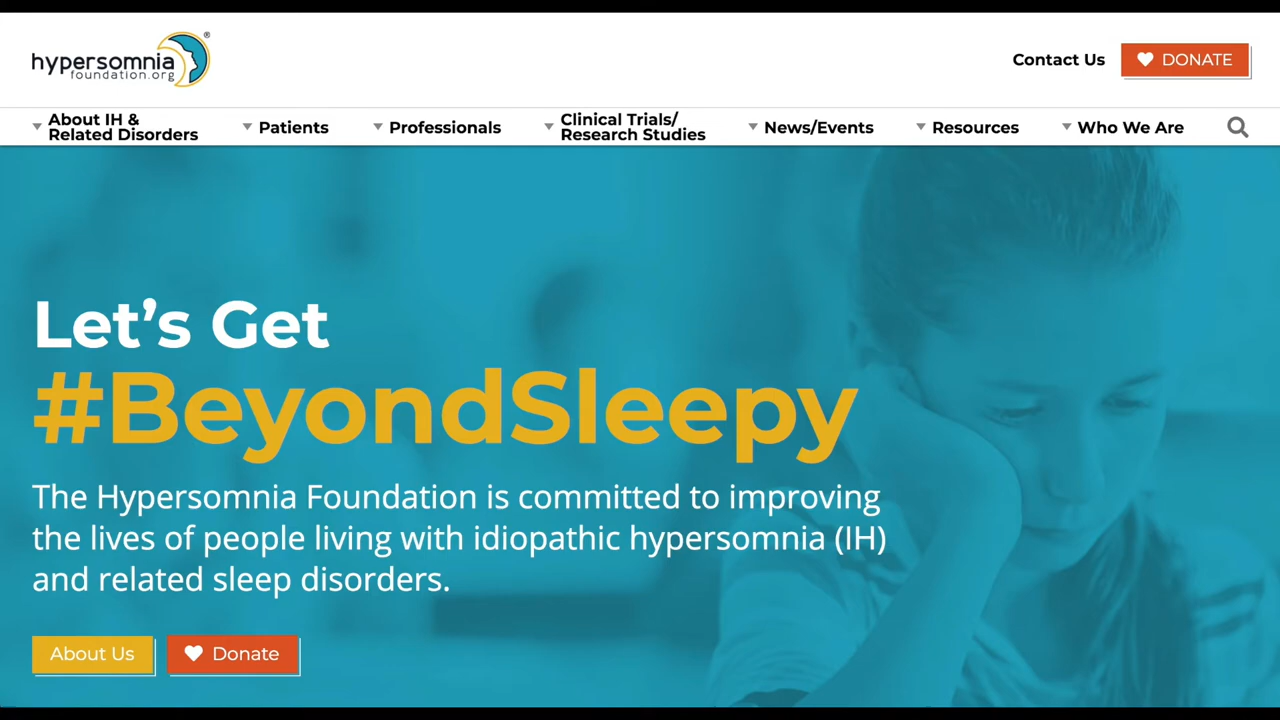 hypersomnia®
foundation.org
Contact Us
DONATE
About IH &
Related Disorders
Patients
Professionals
Clinical Trials/
Research Studies
News/Events
Resources
Who We Are
Let's Get
#BeyondSleepy
The Hypersomnia Foundation is committed to improving
the lives of people living with idiopathic hypersomnia (IH)
and related sleep disorders.
About Us
Donate